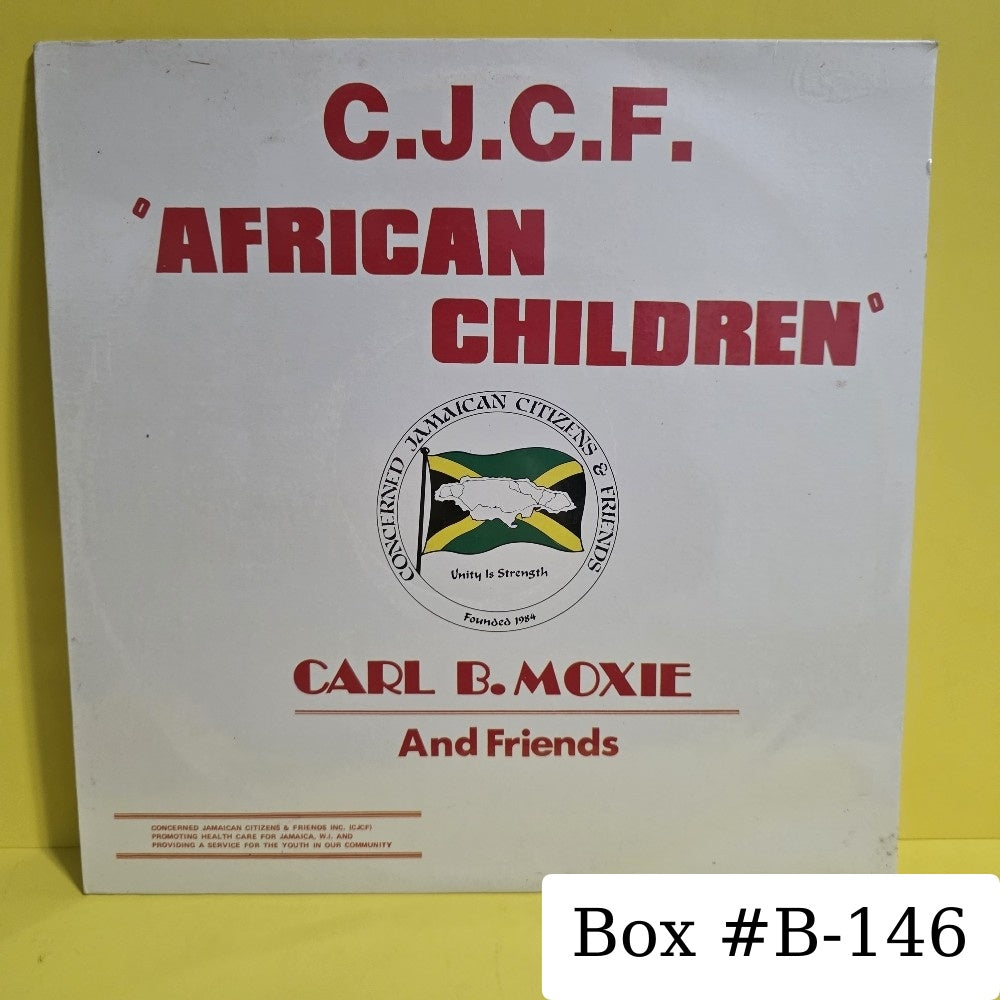 C.J.C.F.
'AFRICAN
CHILDREN'
CONCERNED JAMAICAN CITIZENS & FRIENDS
Unity Is Strength
Founded 1984
CARL B. MOXIE
And Friends
CONCERNED JAMAICAN CITIZENS & FRIENDS INC. (CJCF)
PROMOTING HEALTH CARE FOR JAMAICA, W.I. AND
PROVIDING A SERVICE FOR THE YOUTH IN OUR COMMUNITY
Box #B-146